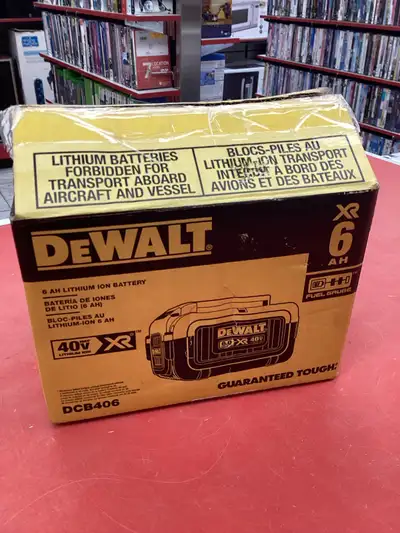 LITHIUM BATTERIES
FORBIDDEN FOR
TRANSPORT ABOARD
AIRCRAFT AND VESSEL
BLOCS-PILES AU
LITHIUM-ION TRANSPORT
INTERDIT À BORD DES
AVIONS ET DES BATEAUX
DEWALT
XR
6
AH
FUEL GAUGE
6 AH LITHIUM ION BATTERY
BATERÍA DE IONES
DE LITIO (6 AH)
BLOC-PILES AU
LITHIUM-ION 6 AH
40V XR
LITHIUM ION
DEWALT
XR 40V
GUARANTEED TOUGH.
DCB406